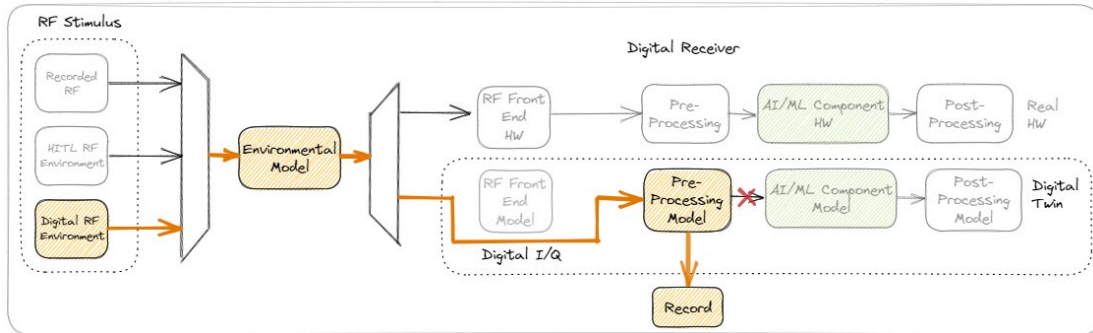 RF Stimulus
Recorded
RF
HITL RF
Environment
Digital RF
Environment
Environmental
Model
Digital Receiver
RF Front
End
HW
Pre-
Processing
AI/ML Component
HW
Post-
Processing
Real
HW
RF Front
End
Model
Pre-
Processing
Model
AI/ML Component
Model
Post-
Processing
Model
Digital
Twin
Digital I/Q
Record